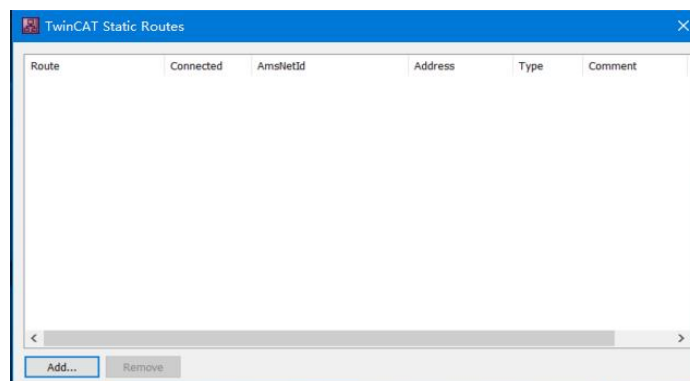 TwinCAT Static Routes
Route Connected AmsNetId Address Type Comment
Add... Remove